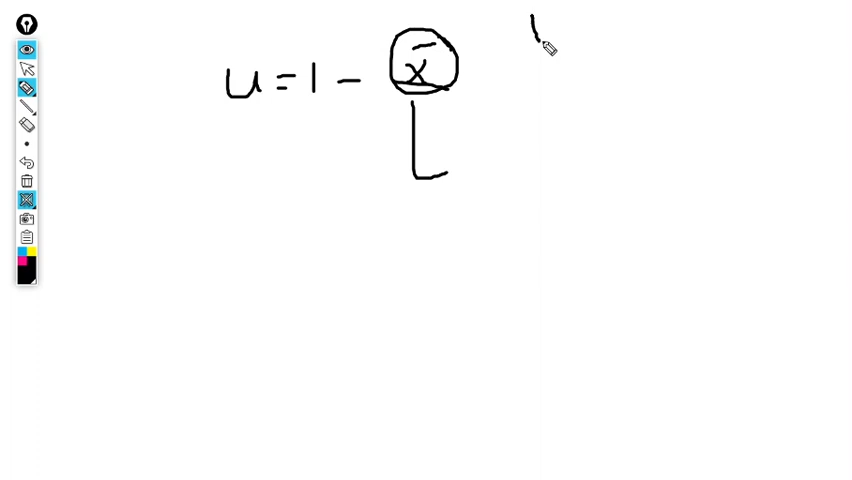 u = 1 - x̄
L